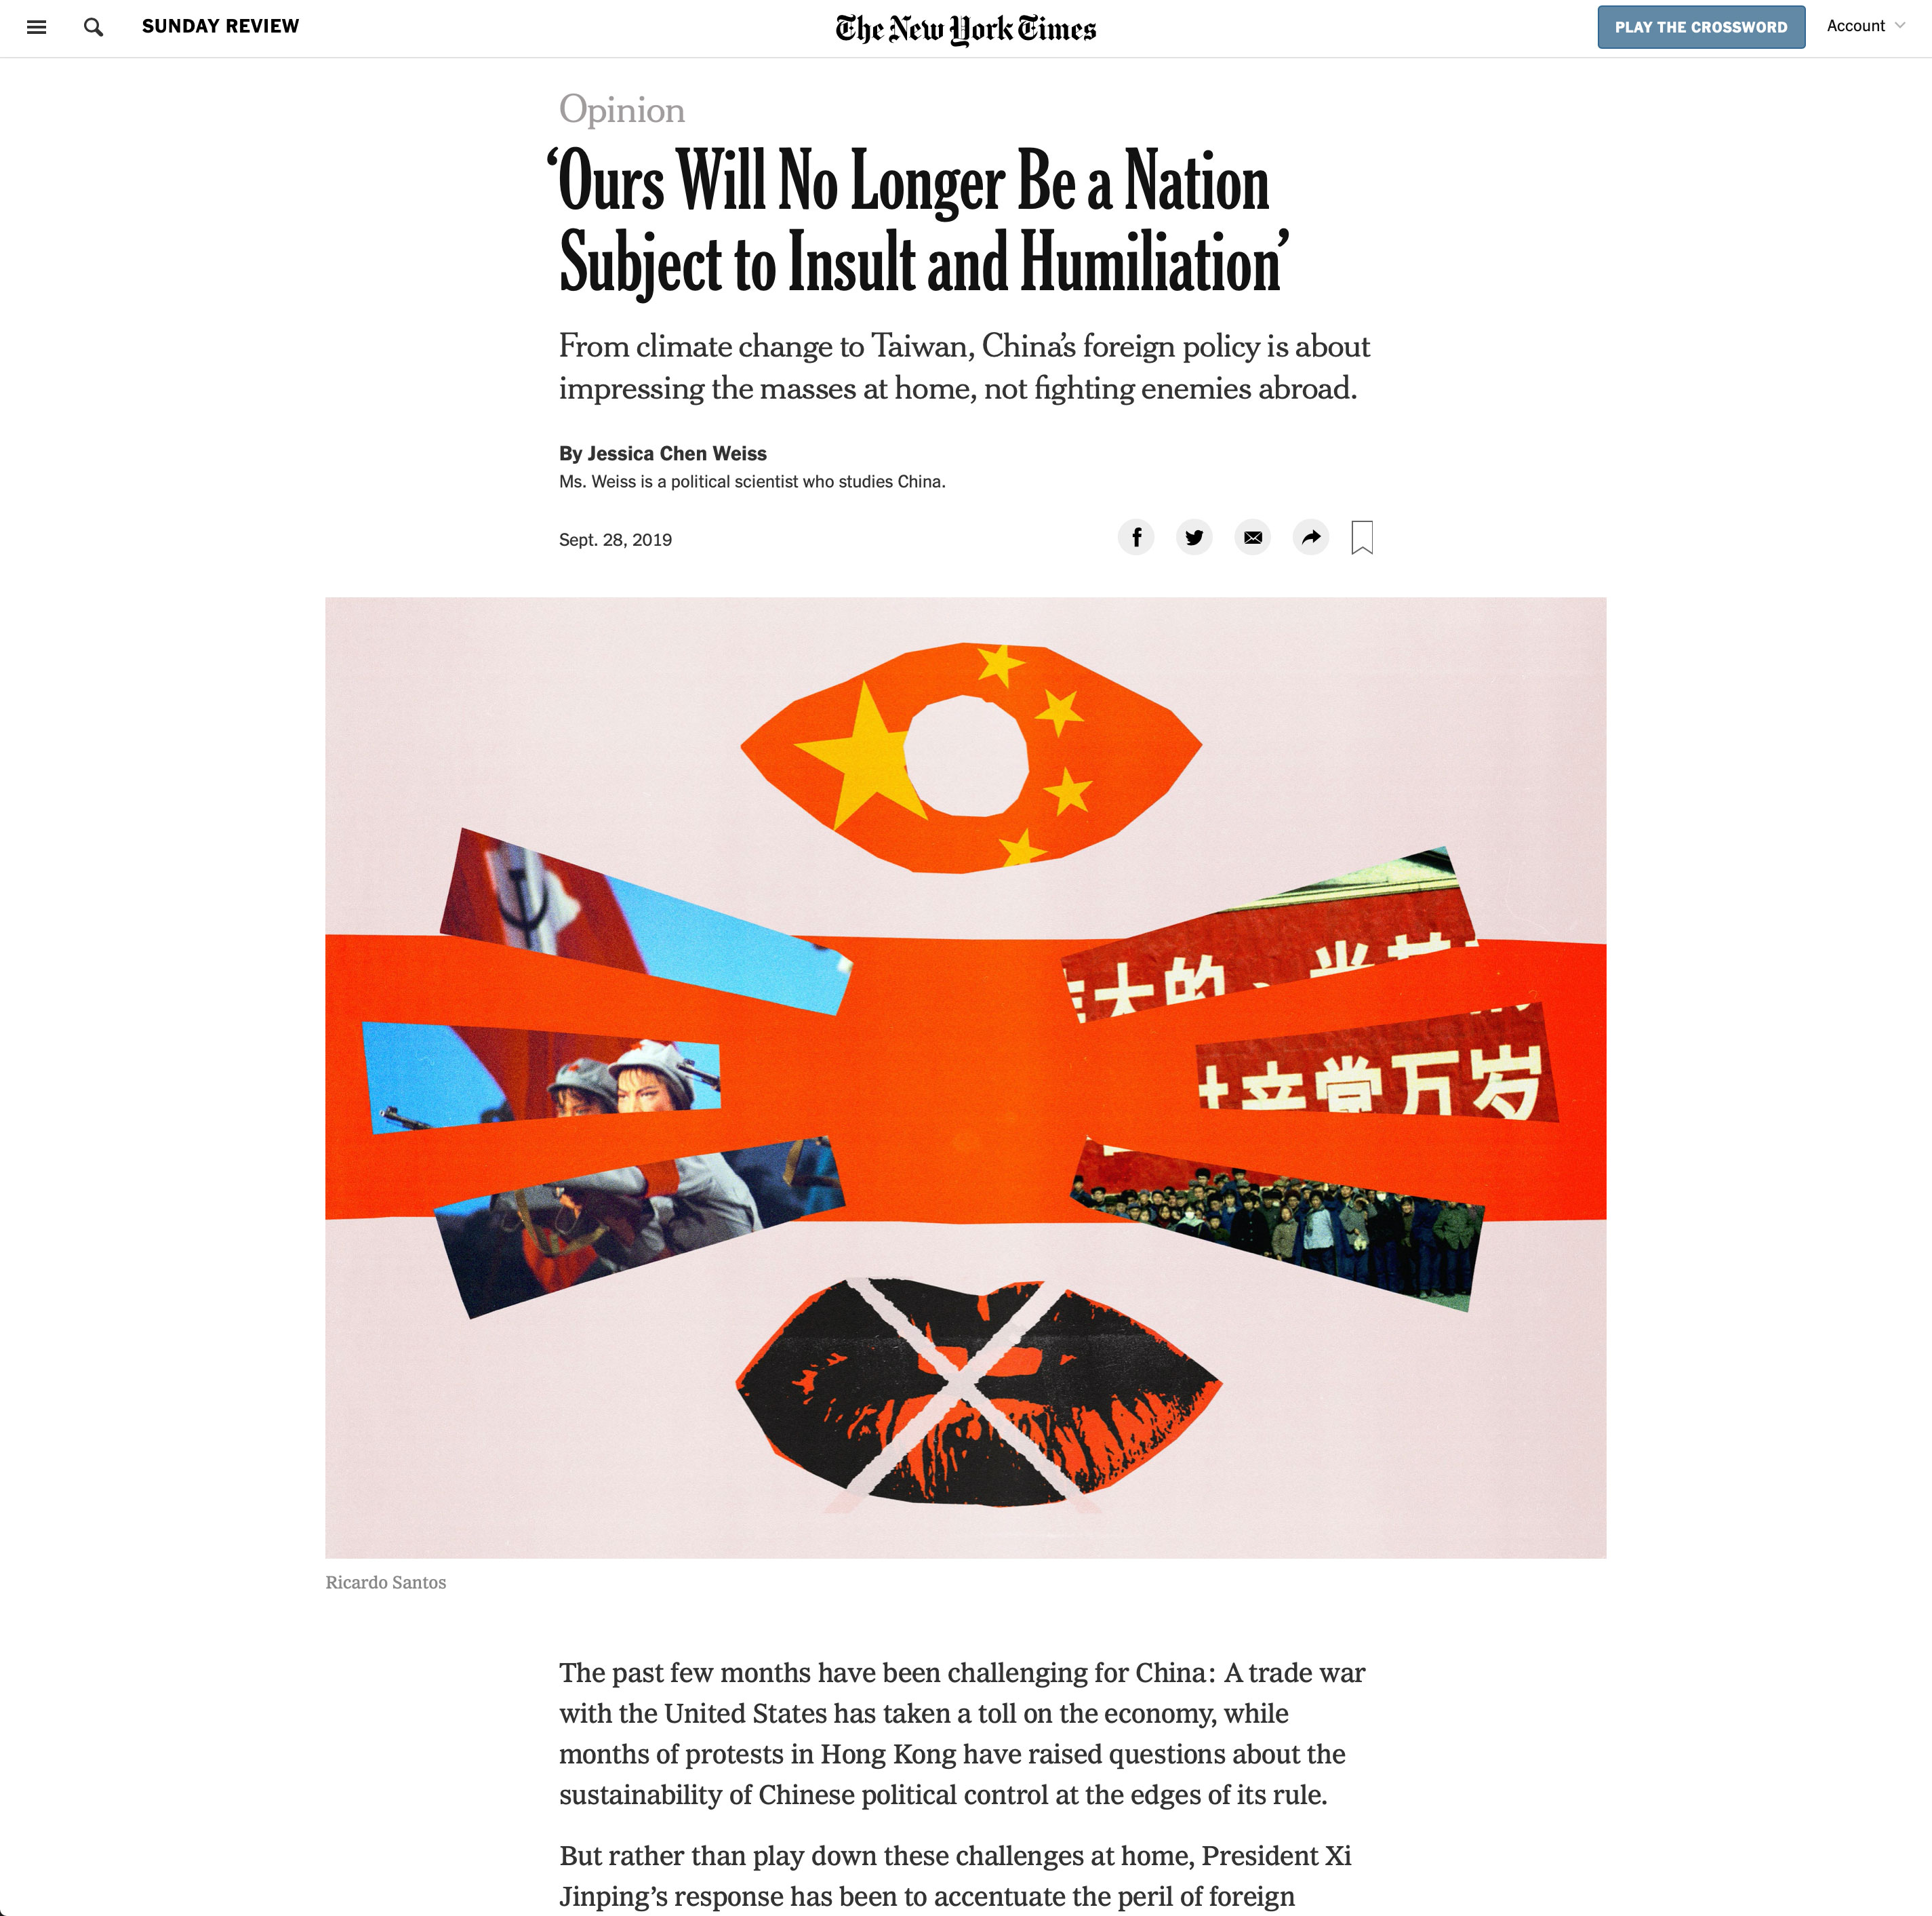 SUNDAY REVIEW
The New York Times
PLAY THE CROSSWORD
Account
Opinion
‘Ours Will No Longer Be a Nation
Subject to Insult and Humiliation’
From climate change to Taiwan, China’s foreign policy is about
impressing the masses at home, not fighting enemies abroad.
By Jessica Chen Weiss
Ms. Weiss is a political scientist who studies China.
Sept. 28, 2019
大的、
产党万岁
Ricardo Santos
The past few months have been challenging for China: A trade war
with the United States has taken a toll on the economy, while
months of protests in Hong Kong have raised questions about the
sustainability of Chinese political control at the edges of its rule.
But rather than play down these challenges at home, President Xi
Jinping’s response has been to accentuate the peril of foreign